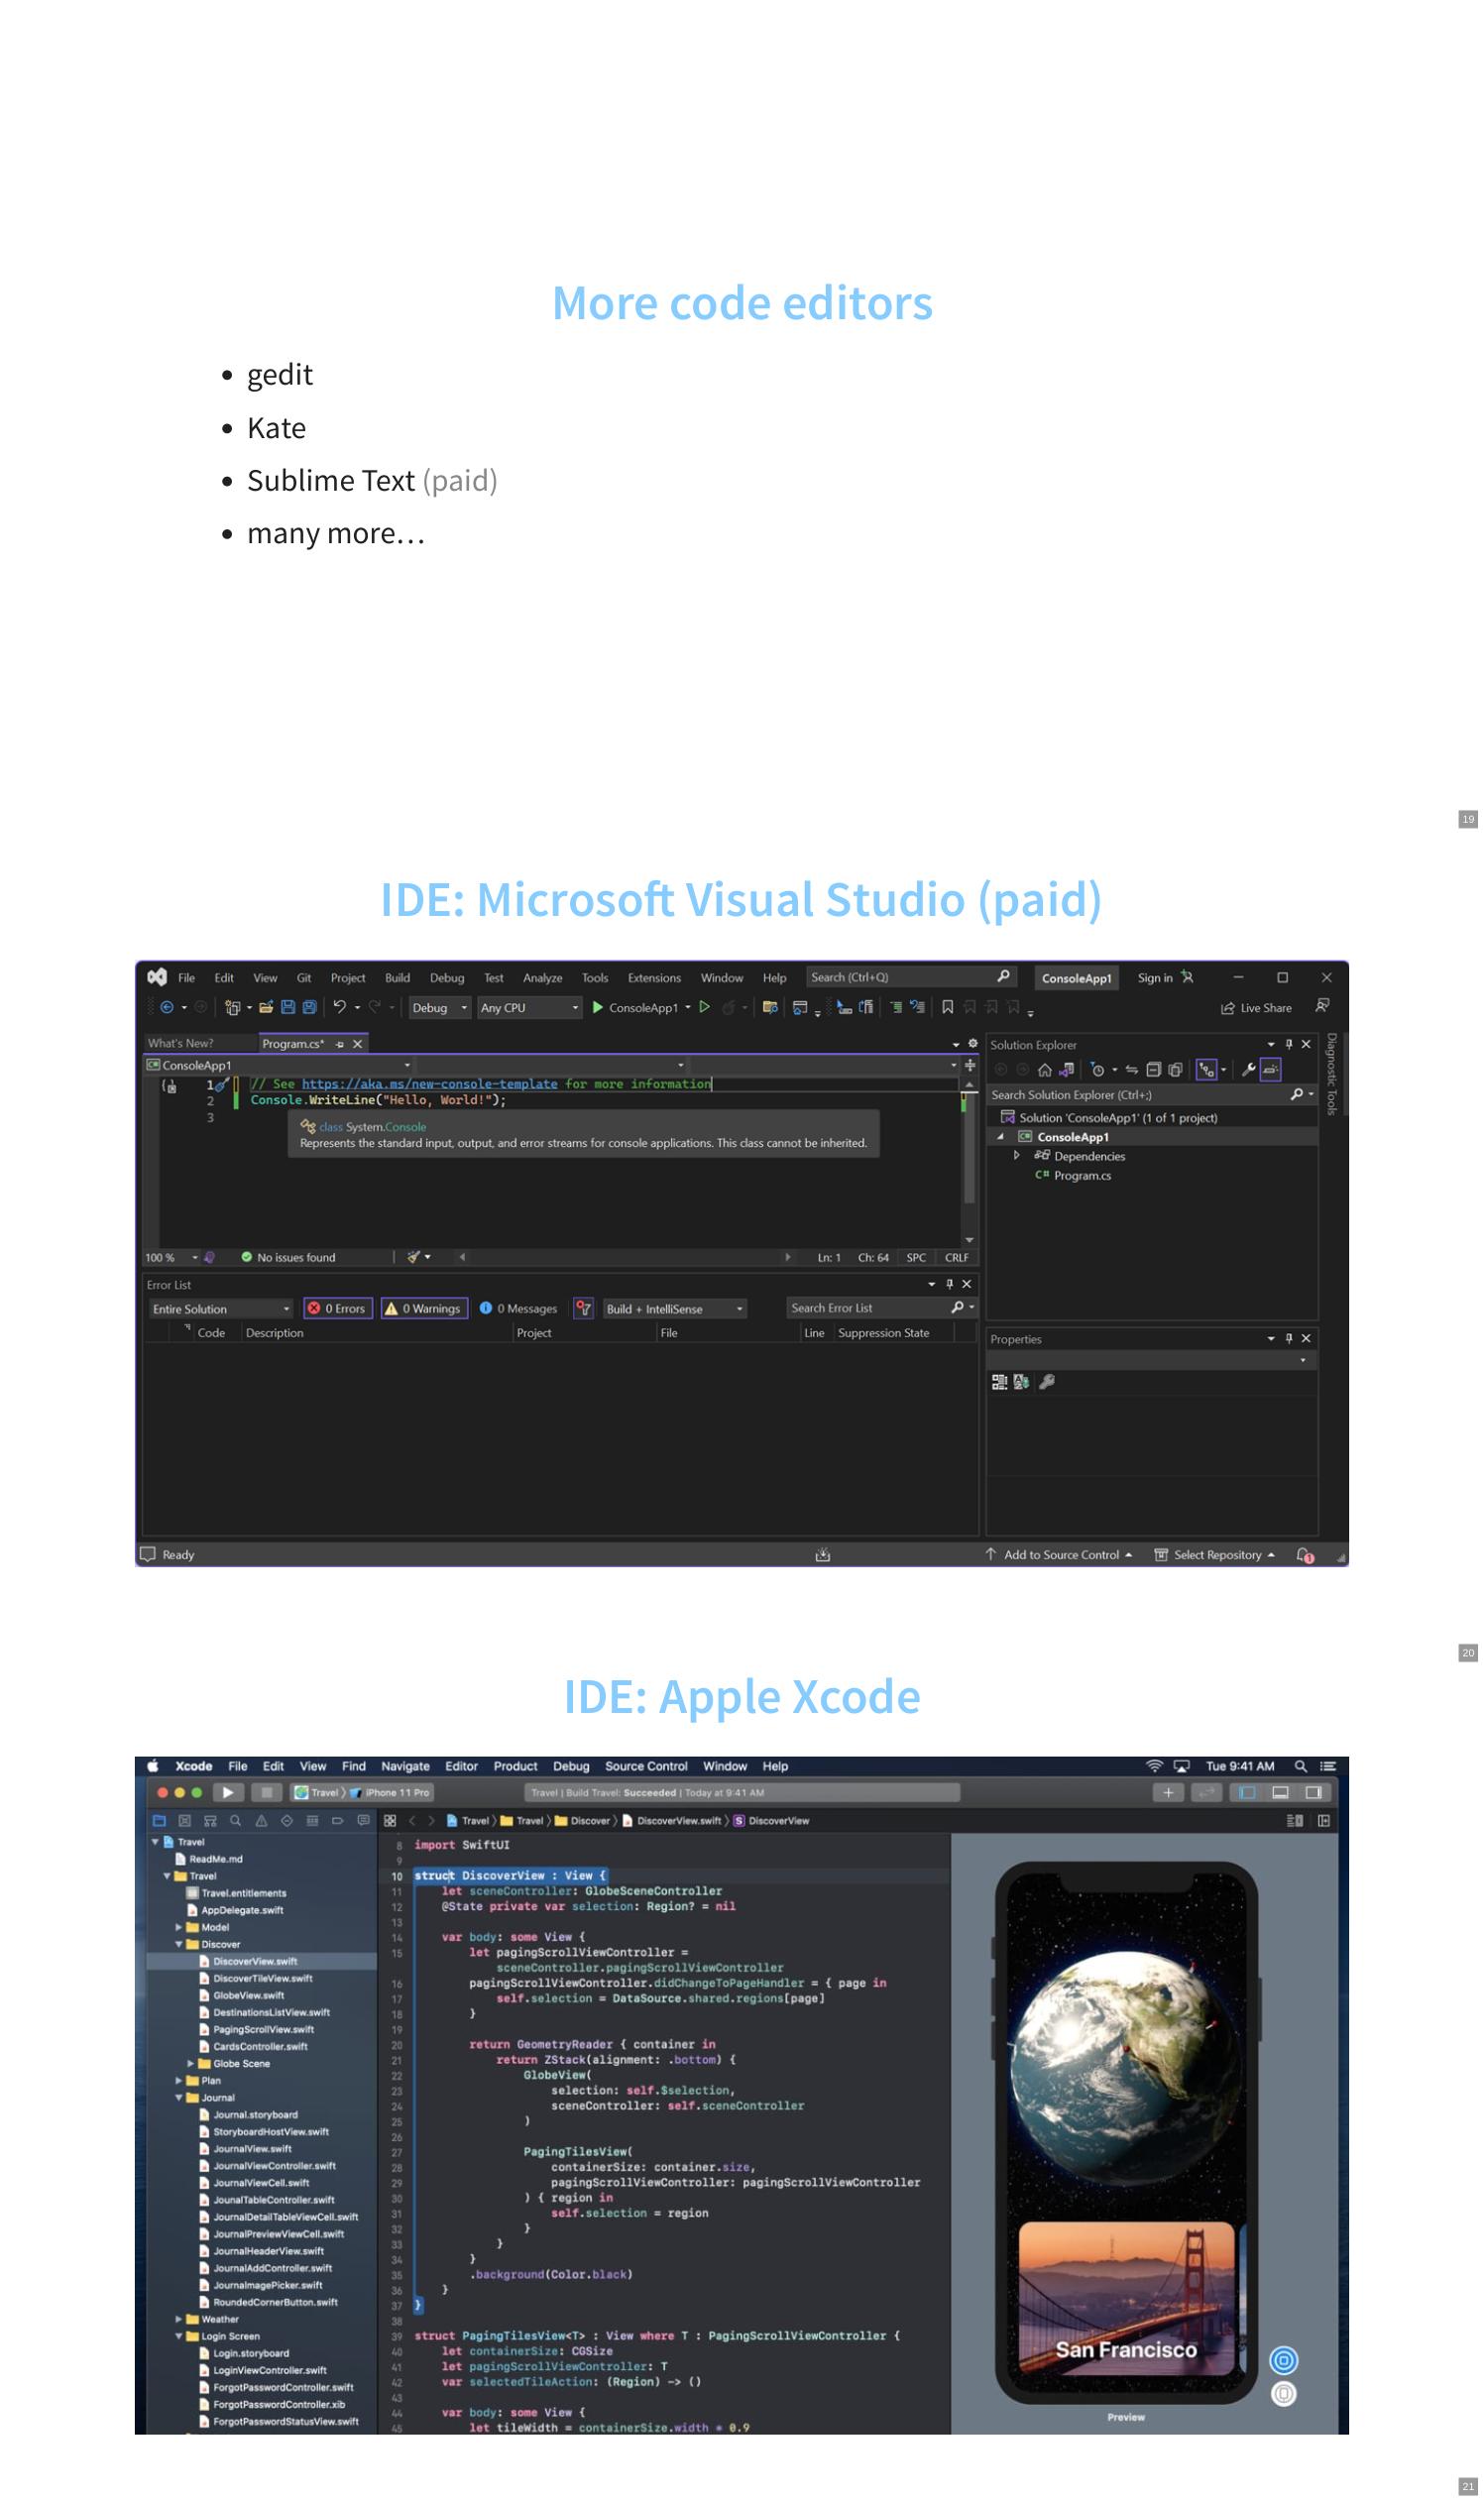 More code editors
• gedit
• Kate
• Sublime Text (paid)
• many more…
19
IDE: Microsoft Visual Studio (paid)
File Edit View Git Project Build Debug Test Analyze Tools Extensions Window Help Search (Ctrl+Q) ConsoleApp1 Sign in
Debug Any CPU ConsoleApp1 Live Share
What's New? Program.cs*
ConsoleApp1
1 // See https://aka.ms/new-console-template for more information
2 Console.WriteLine("Hello, World!");
3
class System.Console
Represents the standard input, output, and error streams for console applications. This class cannot be inherited.
100 % No issues found Ln: 1 Ch: 64 SPC CRLF
Error List
Entire Solution 0 Errors 0 Warnings 0 Messages Build + IntelliSense Search Error List
Code Description Project File Line Suppression State
Solution Explorer
Search Solution Explorer (Ctrl+;)
Solution 'ConsoleApp1' (1 of 1 project)
ConsoleApp1
Dependencies
C# Program.cs
Properties
Diagnostic Tools
Ready Add to Source Control Select Repository 1
20
IDE: Apple Xcode
Xcode File Edit View Find Navigate Editor Product Debug Source Control Window Help Tue 9:41 AM
Travel 〉 iPhone 11 Pro Travel | Build Travel: Succeeded | Today at 9:41 AM
Travel 〉 Travel 〉 Discover 〉 DiscoverView.swift 〉 S DiscoverView
Travel
ReadMe.md
Travel
Travel.entitlements
AppDelegate.swift
Model
Discover
DiscoverView.swift
DiscoverTileView.swift
GlobeView.swift
DestinationsListView.swift
PagingScrollView.swift
CardsController.swift
Globe Scene
Plan
Journal
Journal.storyboard
StoryboardHostView.swift
JournalView.swift
JournalViewController.swift
JournalViewCell.swift
JounalTableController.swift
JournalDetailTableViewCell.swift
JournalPreviewViewCell.swift
JournalHeaderView.swift
JournalAddController.swift
JournalmagePicker.swift
RoundedCornerButton.swift
Weather
Login Screen
Login.storyboard
LoginViewController.swift
ForgotPasswordController.swift
ForgotPasswordController.xib
ForgotPasswordStatusView.swift
8 import SwiftUI
9
10 struct DiscoverView : View {
11 let sceneController: GlobeSceneController
12 @State private var selection: Region? = nil
13
14 var body: some View {
15 let pagingScrollViewController =
sceneController.pagingScrollViewController
16 pagingScrollViewController.didChangeToPageHandler = { page in
17 self.selection = DataSource.shared.regions[page]
18 }
19
20 return GeometryReader { container in
21 return ZStack(alignment: .bottom) {
22 GlobeView(
23 selection: self.$selection,
24 sceneController: self.sceneController
25 )
26
27 PagingTilesView(
28 containerSize: container.size,
29 pagingScrollViewController: pagingScrollViewController
30 ) { region in
31 self.selection = region
32 }
33 }
34 }
35 .background(Color.black)
36 }
37 }
38
39 struct PagingTilesView<T> : View where T : PagingScrollViewController {
40 let containerSize: CGSize
41 let pagingScrollViewController: T
42 var selectedTileAction: (Region) -> ()
43
44 var body: some View {
45 let tileWidth = containerSize.width * 0.9
San Francisco
Preview
21